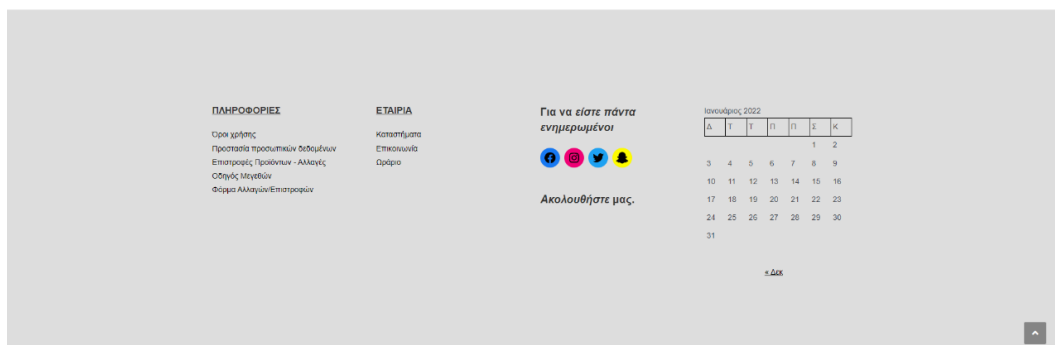 ΠΛΗΡΟΦΟΡΙΕΣ
Όροι χρήσης
Προστασία προσωπικών δεδομένων
Επιστροφές Προϊόντων - Αλλαγές
Οδηγός Μεγεθών
Φόρμα Αλλαγών/Επιστροφών
ΕΤΑΙΡΙΑ
Καταστήματα
Επικοινωνία
Ωράριο
Για να είστε πάντα
ενημερωμένοι
Ακολουθήστε μας.
Ιανουάριος 2022
Δ Τ Τ Π Π Σ Κ
1 2
3 4 5 6 7 8 9
10 11 12 13 14 15 16
17 18 19 20 21 22 23
24 25 26 27 28 29 30
31
« Δεκ